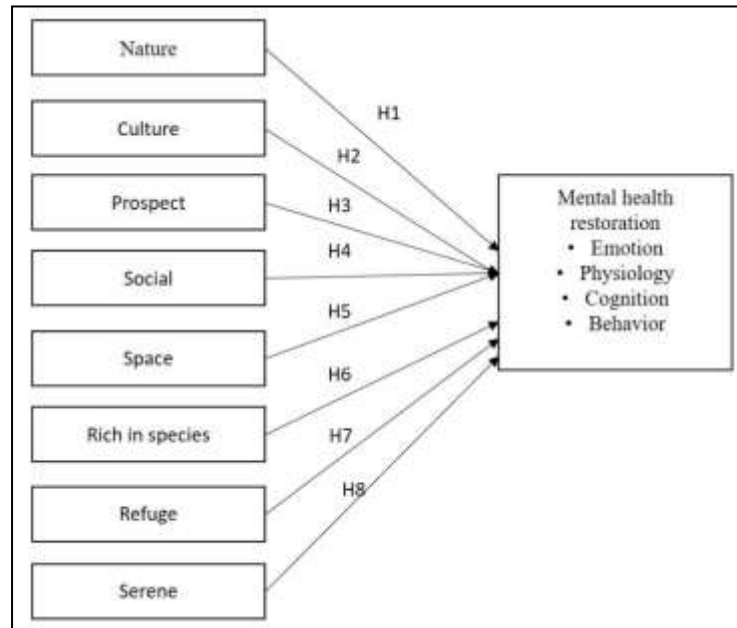 Nature
H1
Culture
H2
Prospect
H3
Social
H4
Space
H5
Rich in species
H6
Refuge
H7
Serene
H8
Mental health
restoration
• Emotion
• Physiology
• Cognition
• Behavior